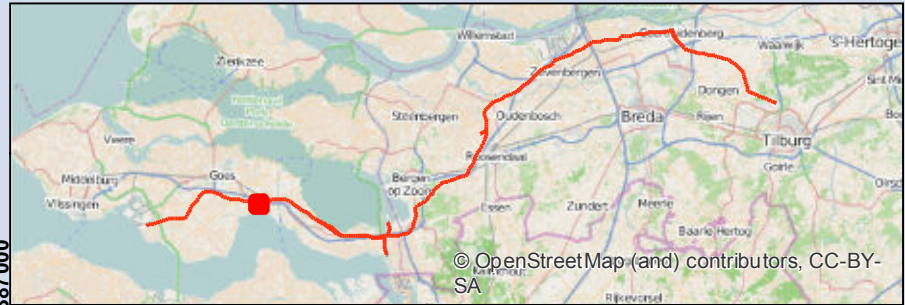 Willemstad
Geertruidenberg
Waalwijk
'S-Hertoge
Zierikzee
Zevenbergen
Dongen
Steenbergen
Oudenbosch
Breda
Rijen
Tilburg
Veere
Roosendaal
Goirle
Middelburg
Goes
Bergen
op Zoom
Vlissingen
Essen
Zundert
Meerle
Baarle-Hertog
© OpenStreetMap (and) contributors, CC-BY-
SA
Rijkevorsel